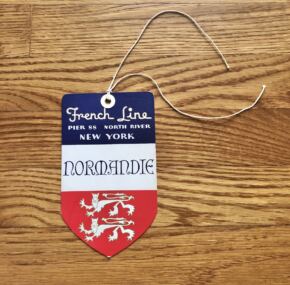 French Line
PIER 88 NORTH RIVER
NEW YORK
NORMANDIE